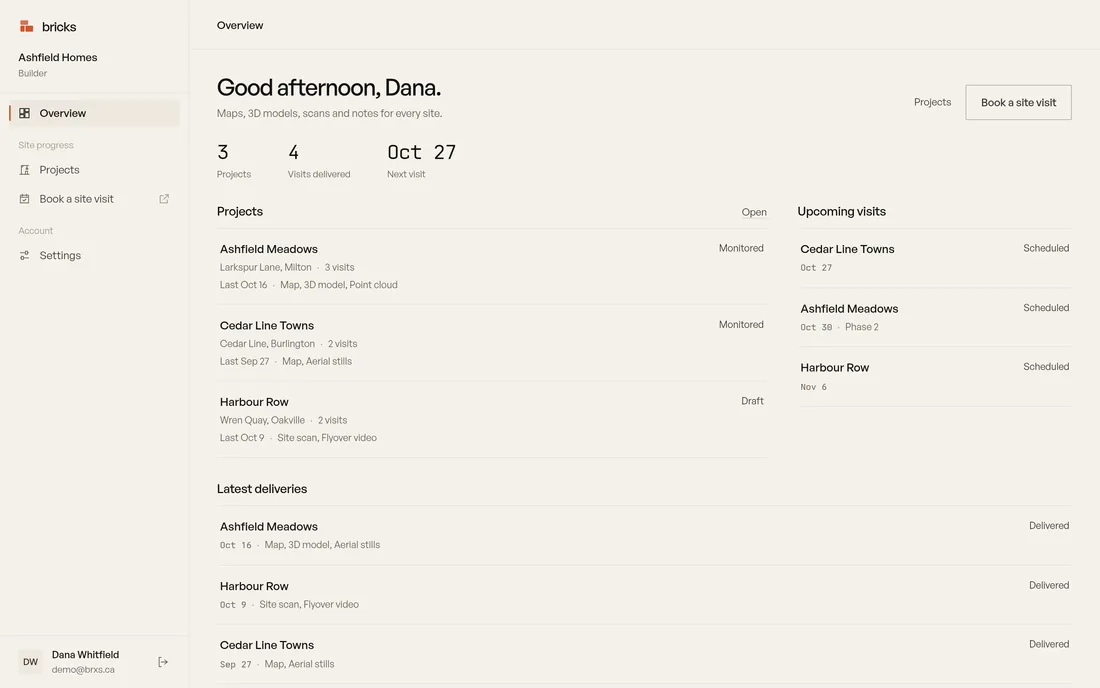 bricks
Ashfield Homes
Builder
Overview
Site progress
Projects
Book a site visit
Account
Settings
Dana Whitfield
DW
demo@brxs.ca
Overview
Good afternoon, Dana.
Maps, 3D models, scans and notes for every site.
Projects
Book a site visit
3
Projects
4
Visits delivered
Oct 27
Next visit
Projects
Open
Ashfield Meadows
Monitored
Larkspur Lane, Milton · 3 visits
Last Oct 16 · Map, 3D model, Point cloud
Cedar Line Towns
Monitored
Cedar Line, Burlington · 2 visits
Last Sep 27 · Map, Aerial stills
Harbour Row
Draft
Wren Quay, Oakville · 2 visits
Last Oct 9 · Site scan, Flyover video
Upcoming visits
Cedar Line Towns
Scheduled
Oct 27
Ashfield Meadows
Scheduled
Oct 30 · Phase 2
Harbour Row
Scheduled
Nov 6
Latest deliveries
Ashfield Meadows
Delivered
Oct 16 · Map, 3D model, Aerial stills
Harbour Row
Delivered
Oct 9 · Site scan, Flyover video
Cedar Line Towns
Delivered
Sep 27 · Map, Aerial stills